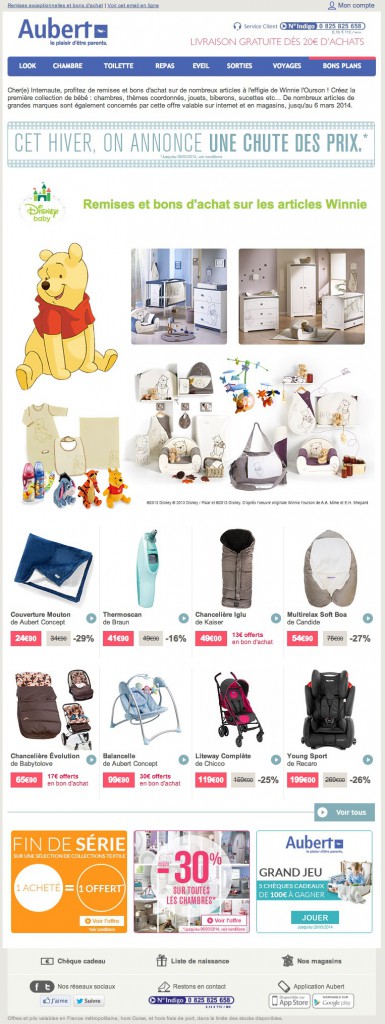 Remises exceptionnelles et bons d'achat | Voir cet email en ligne
Mon compte
Aubert
le plaisir d'être parents.
Service Client
N°Indigo 0 825 825 658
LIVRAISON GRATUITE DÈS 20€ D'ACHATS
LOOK CHAMBRE TOILETTE REPAS EVEIL SORTIES VOYAGES BONS PLANS
Cher(e) Internaute, profitez de remises et bons d'achat sur de nombreux articles à l'effigie de Winnie l'Ourson ! Créez la
première collection de bébé : chambres, thèmes coordonnés, jouets, biberons, sucettes etc... De nombreux articles de
grandes marques sont également concernés par cette offre valable sur internet et en magasins, jusqu'au 6 mars 2014.
CET HIVER, ON ANNONCE UNE CHUTE DES PRIX.*
Disney
baby
Remises et bons d'achat sur les articles Winnie
©2013 Disney © 2013 Disney / Pixar et ©2013 Disney. D'après l'oeuvre originale Winnie l'ourson de A.A. Milne et E.H. Shepard
Couverture Mouton
de Aubert Concept
24€90 34€90 -29%
Thermoscan
de Braun
41€90 49€90 -16%
Chancelière Iglu
de Kaiser
49€00 13€ offerts
en bon d'achat
Multirelax Soft Boa
de Candide
54€90 75€90 -27%
Chancelière Évolution
de Babytolove
65€90 17€ offerts
en bon d'achat
Balancelle
de Aubert Concept
99€90 30€ offerts
en bon d'achat
Liteway Complète
de Chicco
119€00 159€00 -25%
Young Sport
de Recaro
199€00 269€00 -26%
Voir tous
FIN DE SÉRIE
SUR UNE SÉLECTION DE COLLECTIONS TEXTILE
1 ACHETÉ = 1 OFFERT
Voir l'offre
-30%
SUR TOUTES
LES CHAMBRES*
Voir l'offre
Aubert
le plaisir d'être parents.
GRAND JEU
5 CHÈQUES CADEAUX
DE 100€ À GAGNER
JOUER
Chèque cadeau
Liste de naissance
Nos magasins
Nos réseaux sociaux
J'aime
Suivre
Restons en contact
N°Indigo 0 825 825 658
Application Aubert
App Store
Google play
Offres et prix valables en France métropolitaine, hors Corse, et hors frais de port, dans la limite des stocks disponibles.